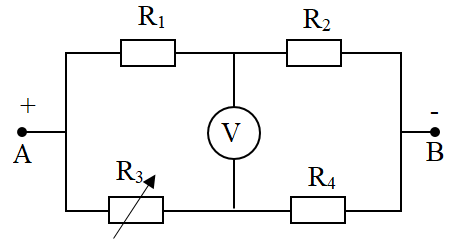 R1 R2
+ -
V
A B
R3 R4